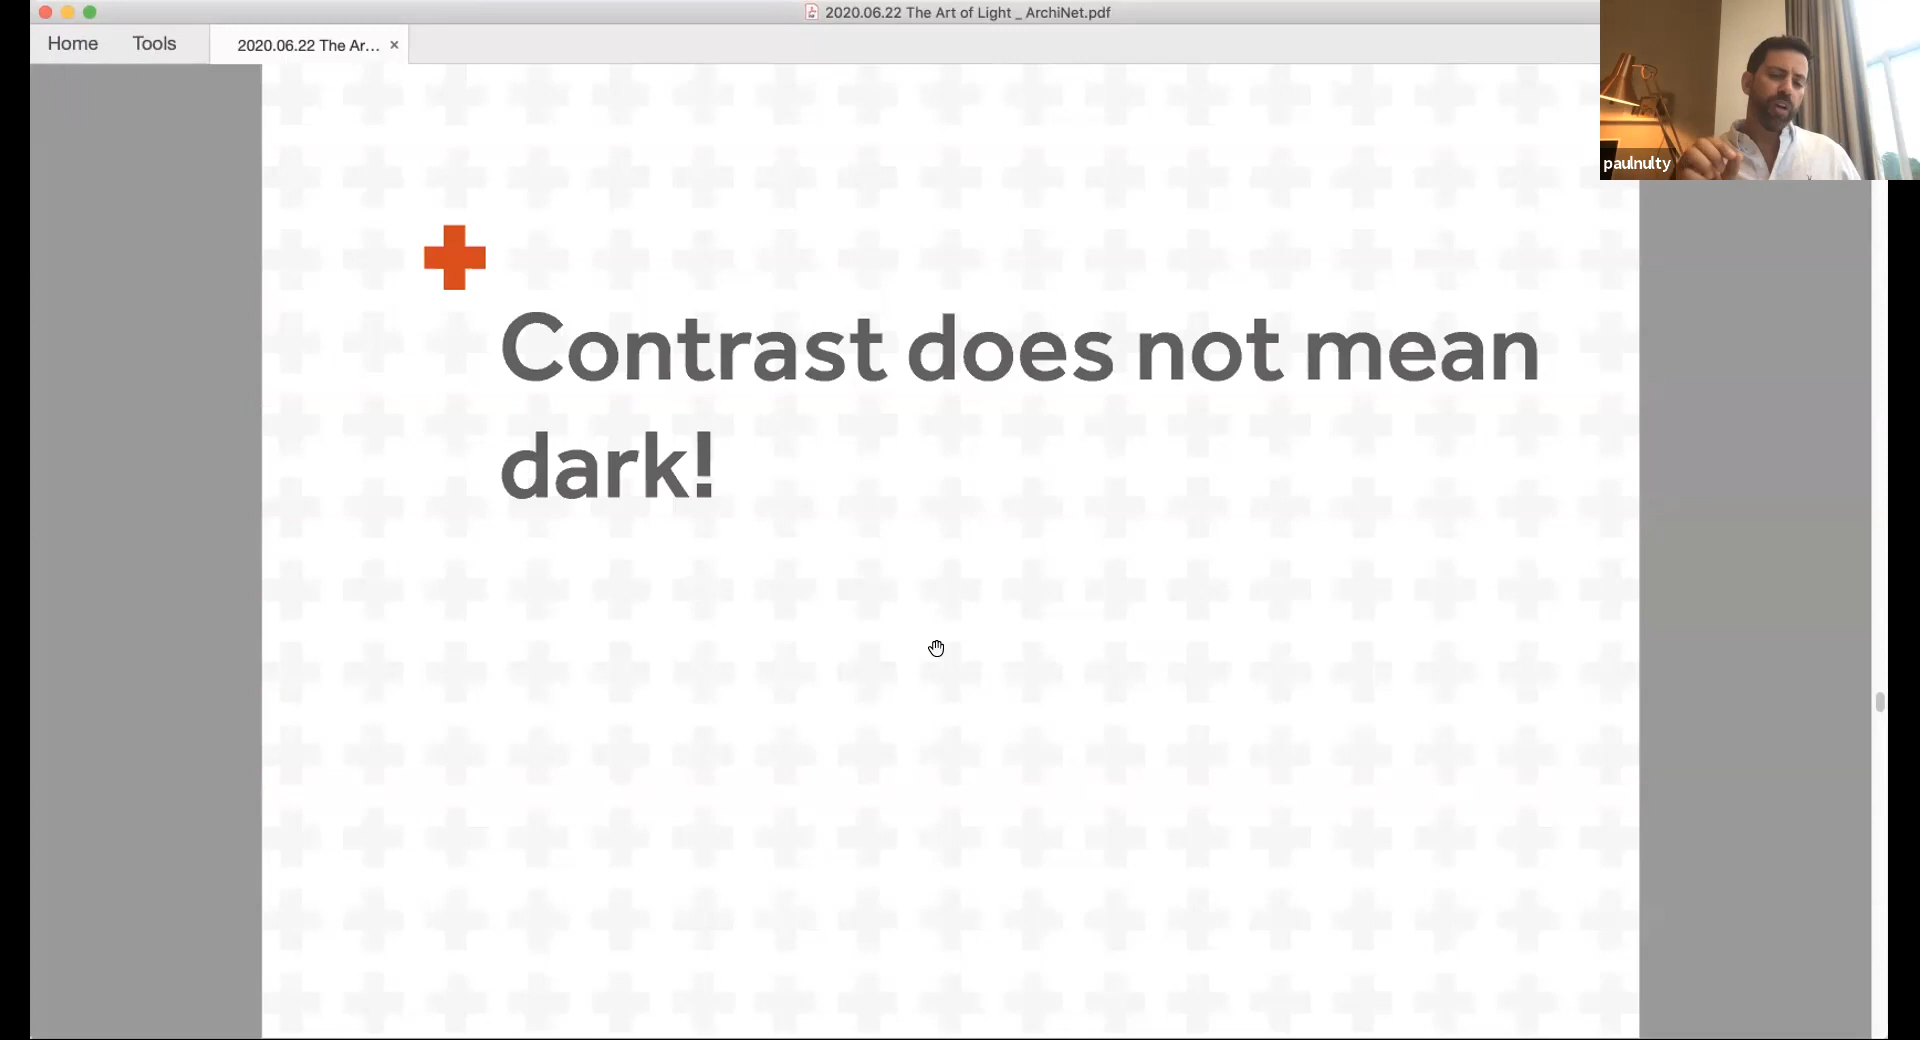 2020.06.22 The Art of Light _ ArchiNet.pdf
Home Tools 2020.06.22 The Ar... ×
paulnulty
Contrast does not mean
dark!